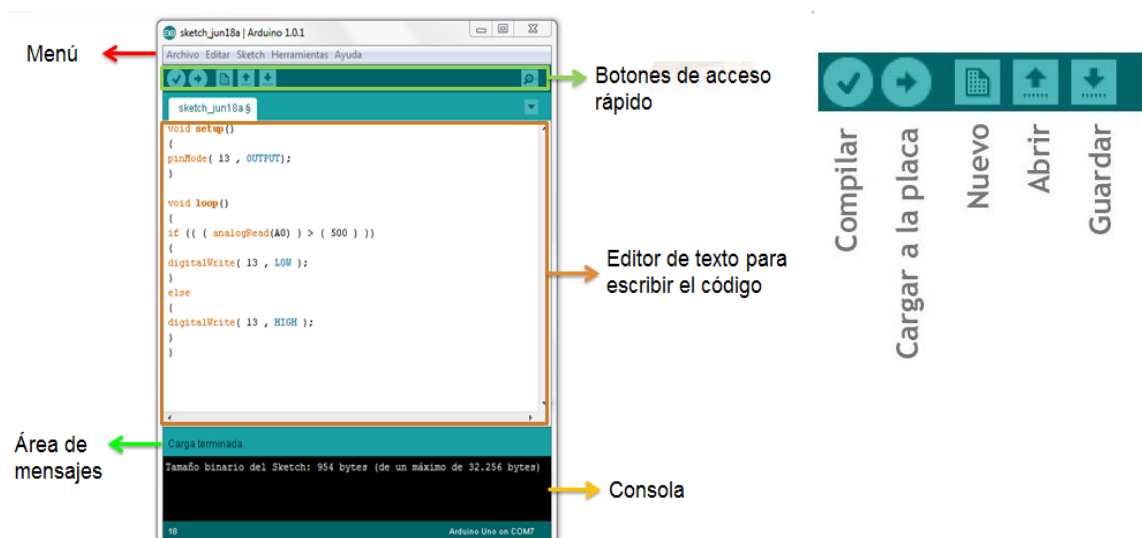 Menú
sketch_jun18a | Arduino 1.0.1
Archivo Editar Sketch Herramientas Ayuda
Botones de acceso
rápido
sketch_jun18a §
void setup()
{
pinMode( 13 , OUTPUT);
}
void loop()
{
if (( ( analogRead(A0) ) > ( 500 ) ))
{
digitalWrite( 13 , LOW );
}
else
{
digitalWrite( 13 , HIGH );
}
}
Editor de texto para
escribir el código
Área de
mensajes
Carga terminada.
Tamaño binario del Sketch: 954 bytes (de un máximo de 32.256 bytes)
Consola
18
Arduino Uno en COM7
Compilar
Cargar a la placa
Nuevo
Abrir
Guardar